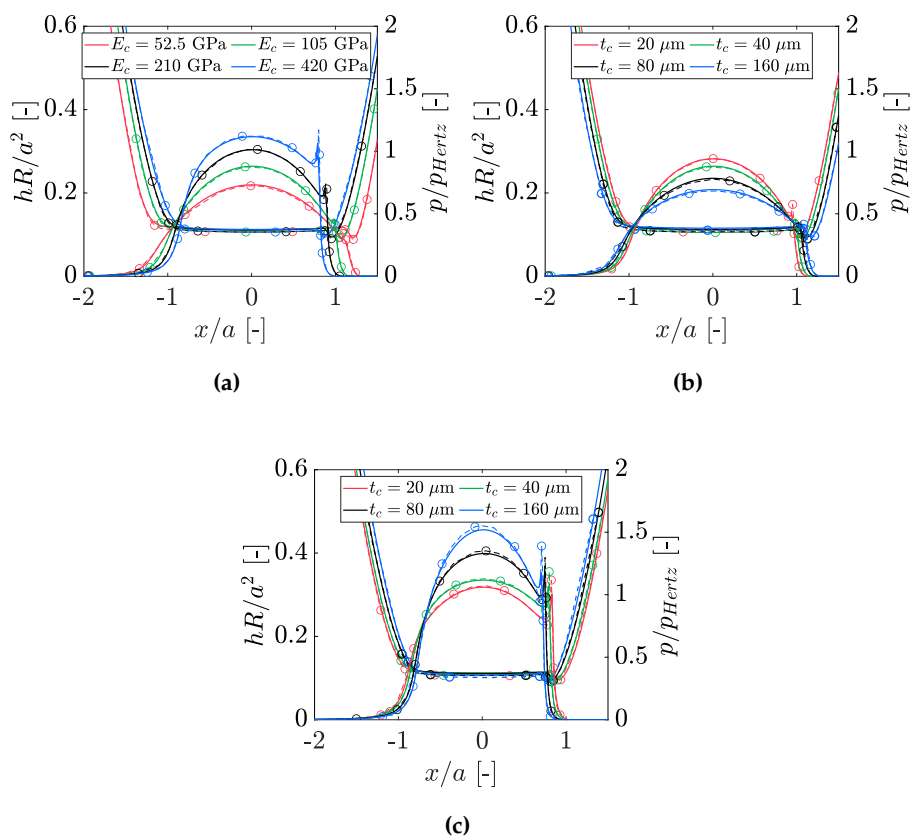 0.6 2
E_c = 52.5 GPa E_c = 105 GPa
E_c = 210 GPa E_c = 420 GPa
hR/a² [-]
0.4
0.2
0
1.5
1
0.5
0
p/p_Hertz [-]
-2 -1 0 1
x/a [-]
(a)
0.6 2
t_c = 20 μm t_c = 40 μm
t_c = 80 μm t_c = 160 μm
hR/a² [-]
0.4
0.2
0
1.5
1
0.5
0
p/p_Hertz [-]
-2 -1 0 1
x/a [-]
(b)
0.6 2
t_c = 20 μm t_c = 40 μm
t_c = 80 μm t_c = 160 μm
hR/a² [-]
0.4
0.2
0
1.5
1
0.5
0
p/p_Hertz [-]
-2 -1 0 1
x/a [-]
(c)